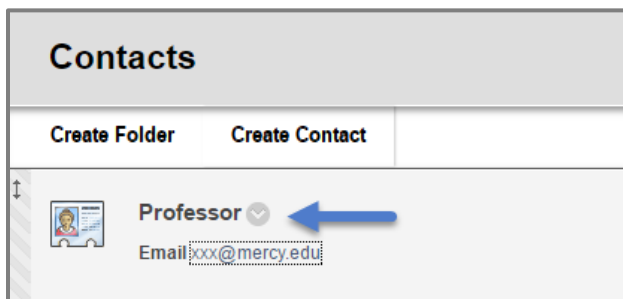 Contacts
Create Folder Create Contact
Professor
Email xxx@mercy.edu